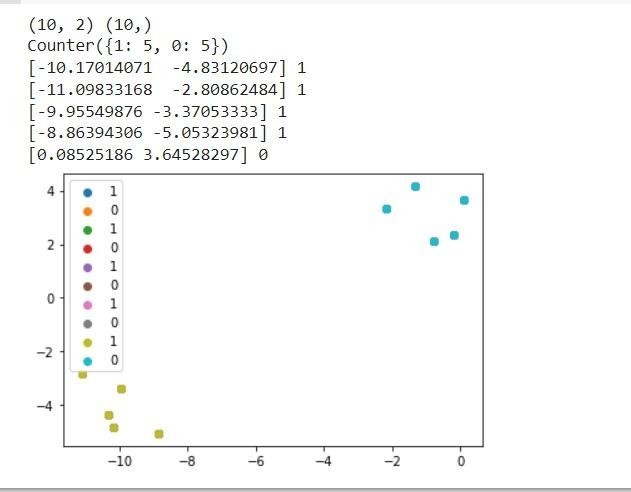 (10, 2) (10,)
Counter({1: 5, 0: 5})
[-10.17014071  -4.83120697] 1
[-11.09833168  -2.80862484] 1
[-9.95549876 -3.37053333] 1
[-8.86394306 -5.05323981] 1
[0.08525186 3.64528297] 0
4
1
0
1
2
0
1
0
0
1
0
−2
1
0
−4
−10 −8 −6 −4 −2 0